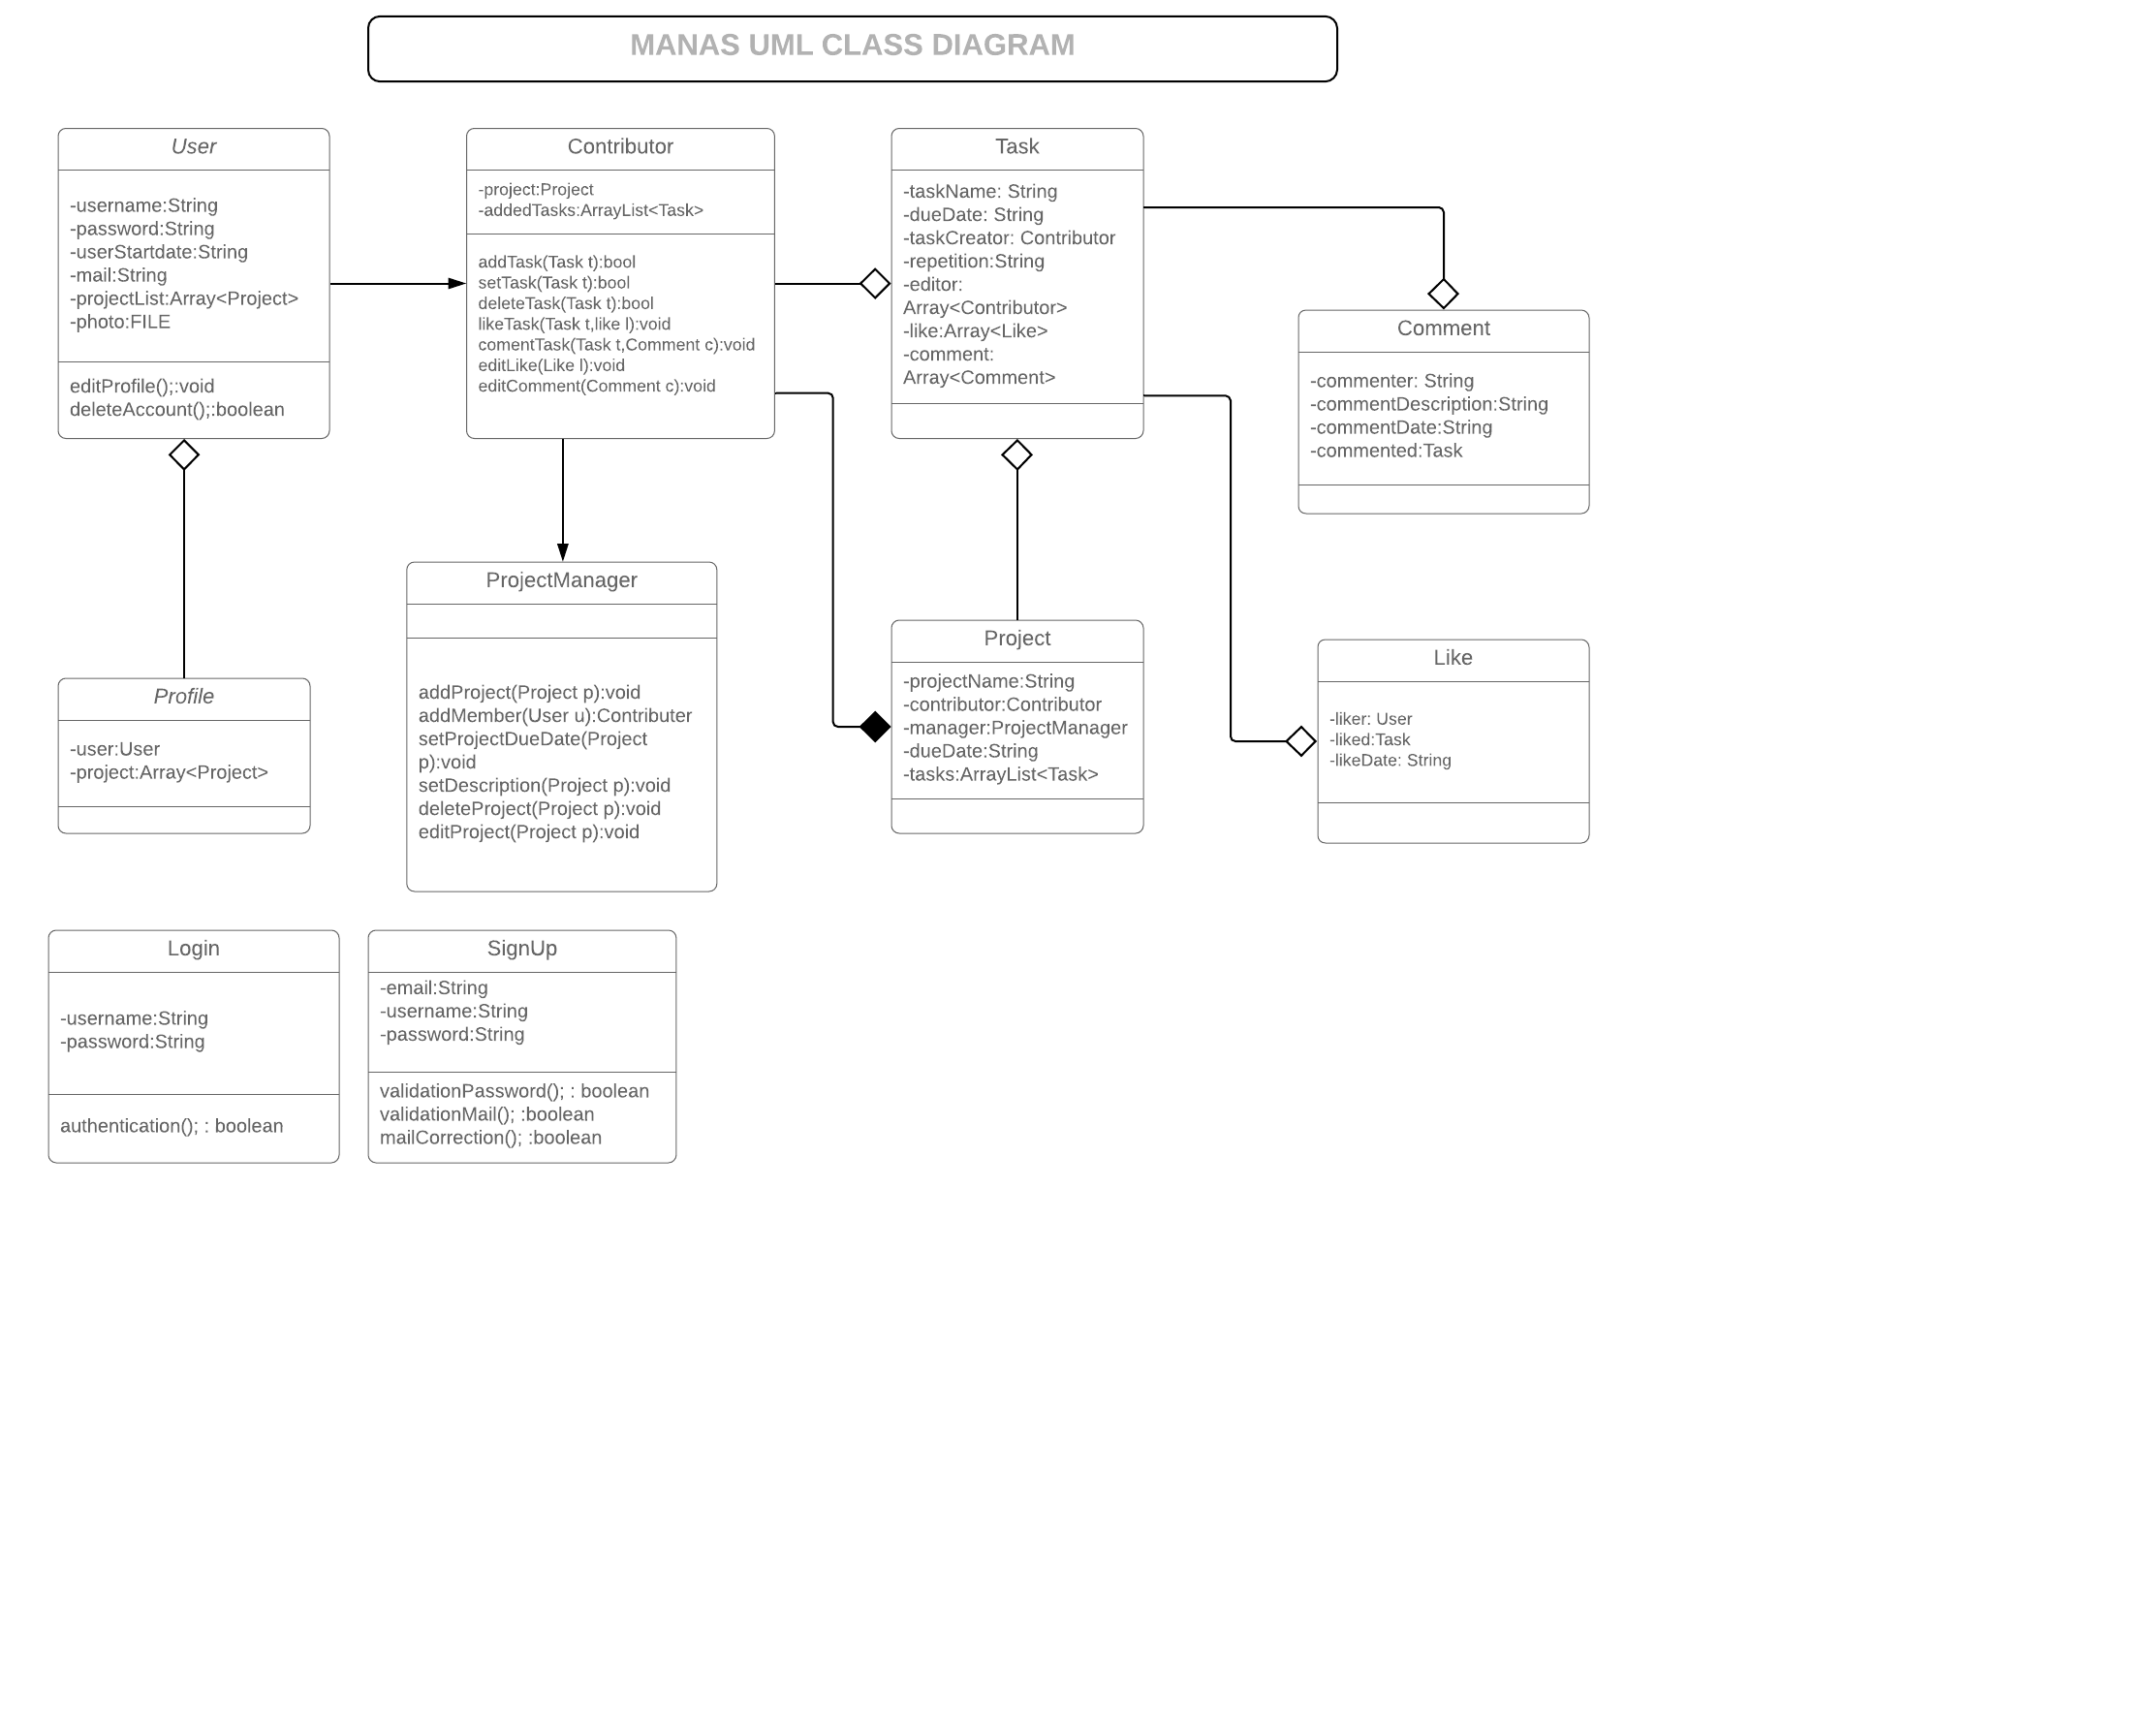 MANAS UML CLASS DIAGRAM
User
-username:String
-password:String
-userStartdate:String
-mail:String
-projectList:Array<Project>
-photo:FILE
editProfile();:void
deleteAccount();:boolean
Contributor
-project:Project
-addedTasks:ArrayList<Task>
addTask(Task t):bool
setTask(Task t):bool
deleteTask(Task t):bool
likeTask(Task t,like l):void
comentTask(Task t,Comment c):void
editLike(Like l):void
editComment(Comment c):void
Task
-taskName: String
-dueDate: String
-taskCreator: Contributor
-repetition:String
-editor:
Array<Contributor>
-like:Array<Like>
-comment:
Array<Comment>
Comment
-commenter: String
-commentDescription:String
-commentDate:String
-commented:Task
ProjectManager
addProject(Project p):void
addMember(User u):Contributer
setProjectDueDate(Project
p):void
setDescription(Project p):void
deleteProject(Project p):void
editProject(Project p):void
Project
-projectName:String
-contributor:Contributor
-manager:ProjectManager
-dueDate:String
-tasks:ArrayList<Task>
Like
-liker: User
-liked:Task
-likeDate: String
Profile
-user:User
-project:Array<Project>
Login
-username:String
-password:String
authentication(); : boolean
SignUp
-email:String
-username:String
-password:String
validationPassword(); : boolean
validationMail(); :boolean
mailCorrection(); :boolean